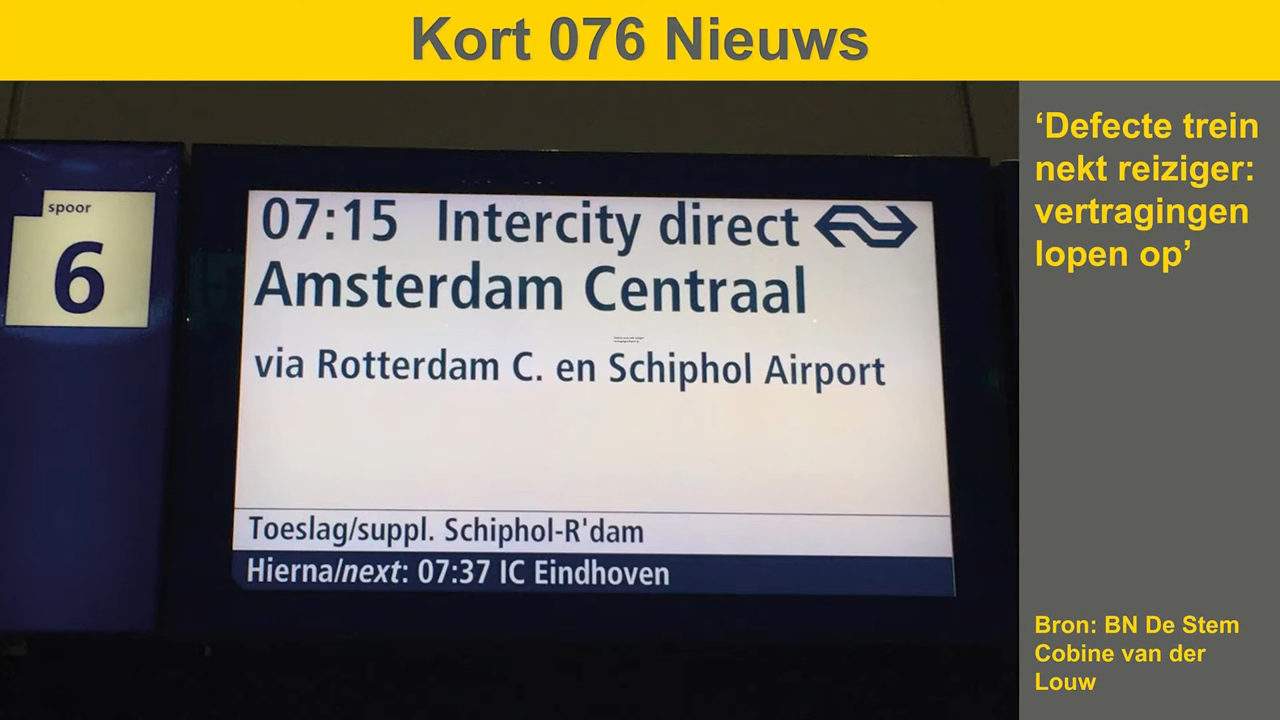 Kort 076 Nieuws
spoor
6
07:15 Intercity direct
Amsterdam Centraal
via Rotterdam C. en Schiphol Airport
Toeslag/suppl. Schiphol-R'dam
Hierna/next: 07:37 IC Eindhoven
‘Defecte trein
nekt reiziger:
vertragingen
lopen op’
Bron: BN De Stem
Cobine van der
Louw